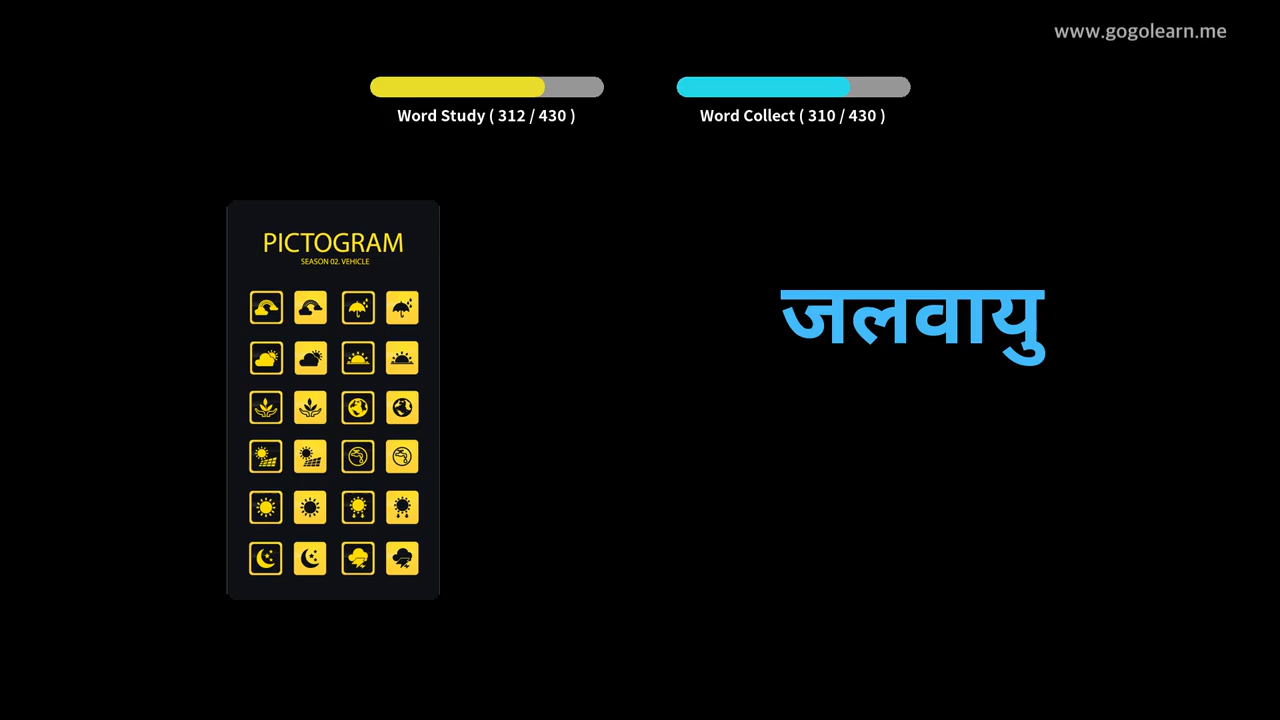 www.gogolearn.me
Word Study ( 312 / 430 )
Word Collect ( 310 / 430 )
PICTOGRAM
SEASON 02. VEHICLE
जलवायु